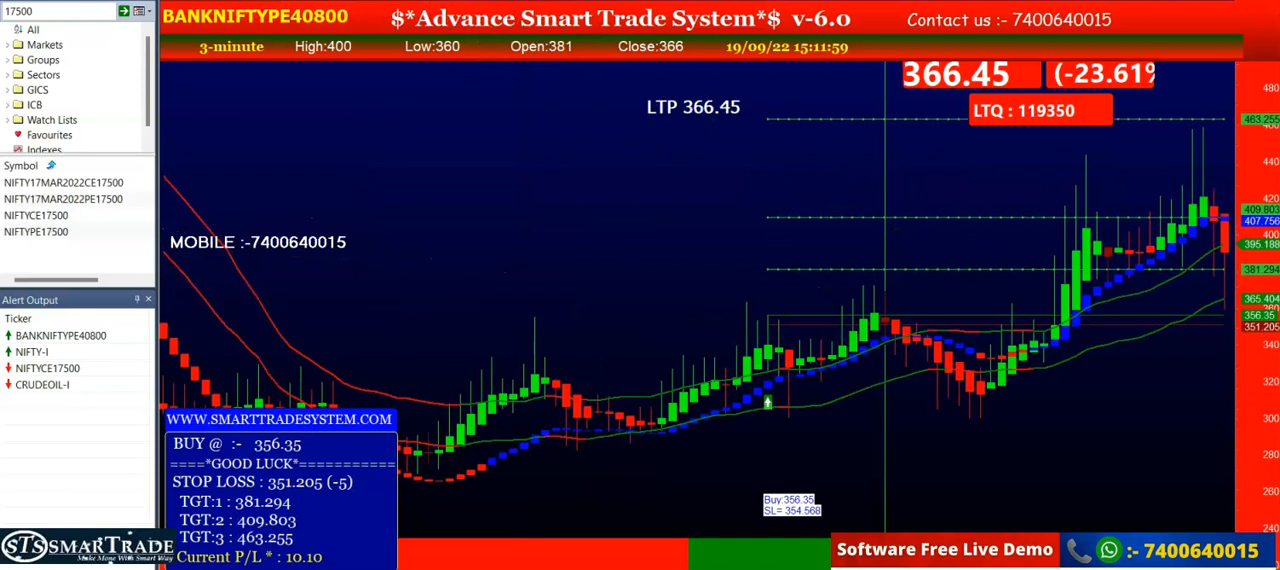 17500
BANKNIFTYPE40800
$*Advance Smart Trade System*$ v-6.0
Contact us :- 7400640015
3-minute High:400 Low:360 Open:381 Close:366 19/09/22 15:11:59
All
Markets
Groups
Sectors
GICS
ICB
Watch Lists
Favourites
Indexes
Symbol
NIFTY17MAR2022CE17500
NIFTY17MAR2022PE17500
NIFTYCE17500
NIFTYPE17500
Alert Output
Ticker
BANKNIFTYPE40800
NIFTY-I
NIFTYCE17500
CRUDEOIL-I
STS SMARTRADE
Make Money With Smart Way
LTP 366.45
366.45 (-23.61%
LTQ : 119350
MOBILE :-7400640015
WWW.SMARTTRADESYSTEM.COM
BUY @ :- 356.35
====*GOOD LUCK*===========
STOP LOSS : 351.205 (-5)
TGT:1 : 381.294
TGT:2 : 409.803
TGT:3 : 463.255
Current P/L * : 10.10
Buy:356.35
SL= 354.568
480
463.255
440
420
409.803
407.756
400
395.188
381.294
365.404
356.35
351.205
340
320
300
280
260
240
Software Free Live Demo
:- 7400640015